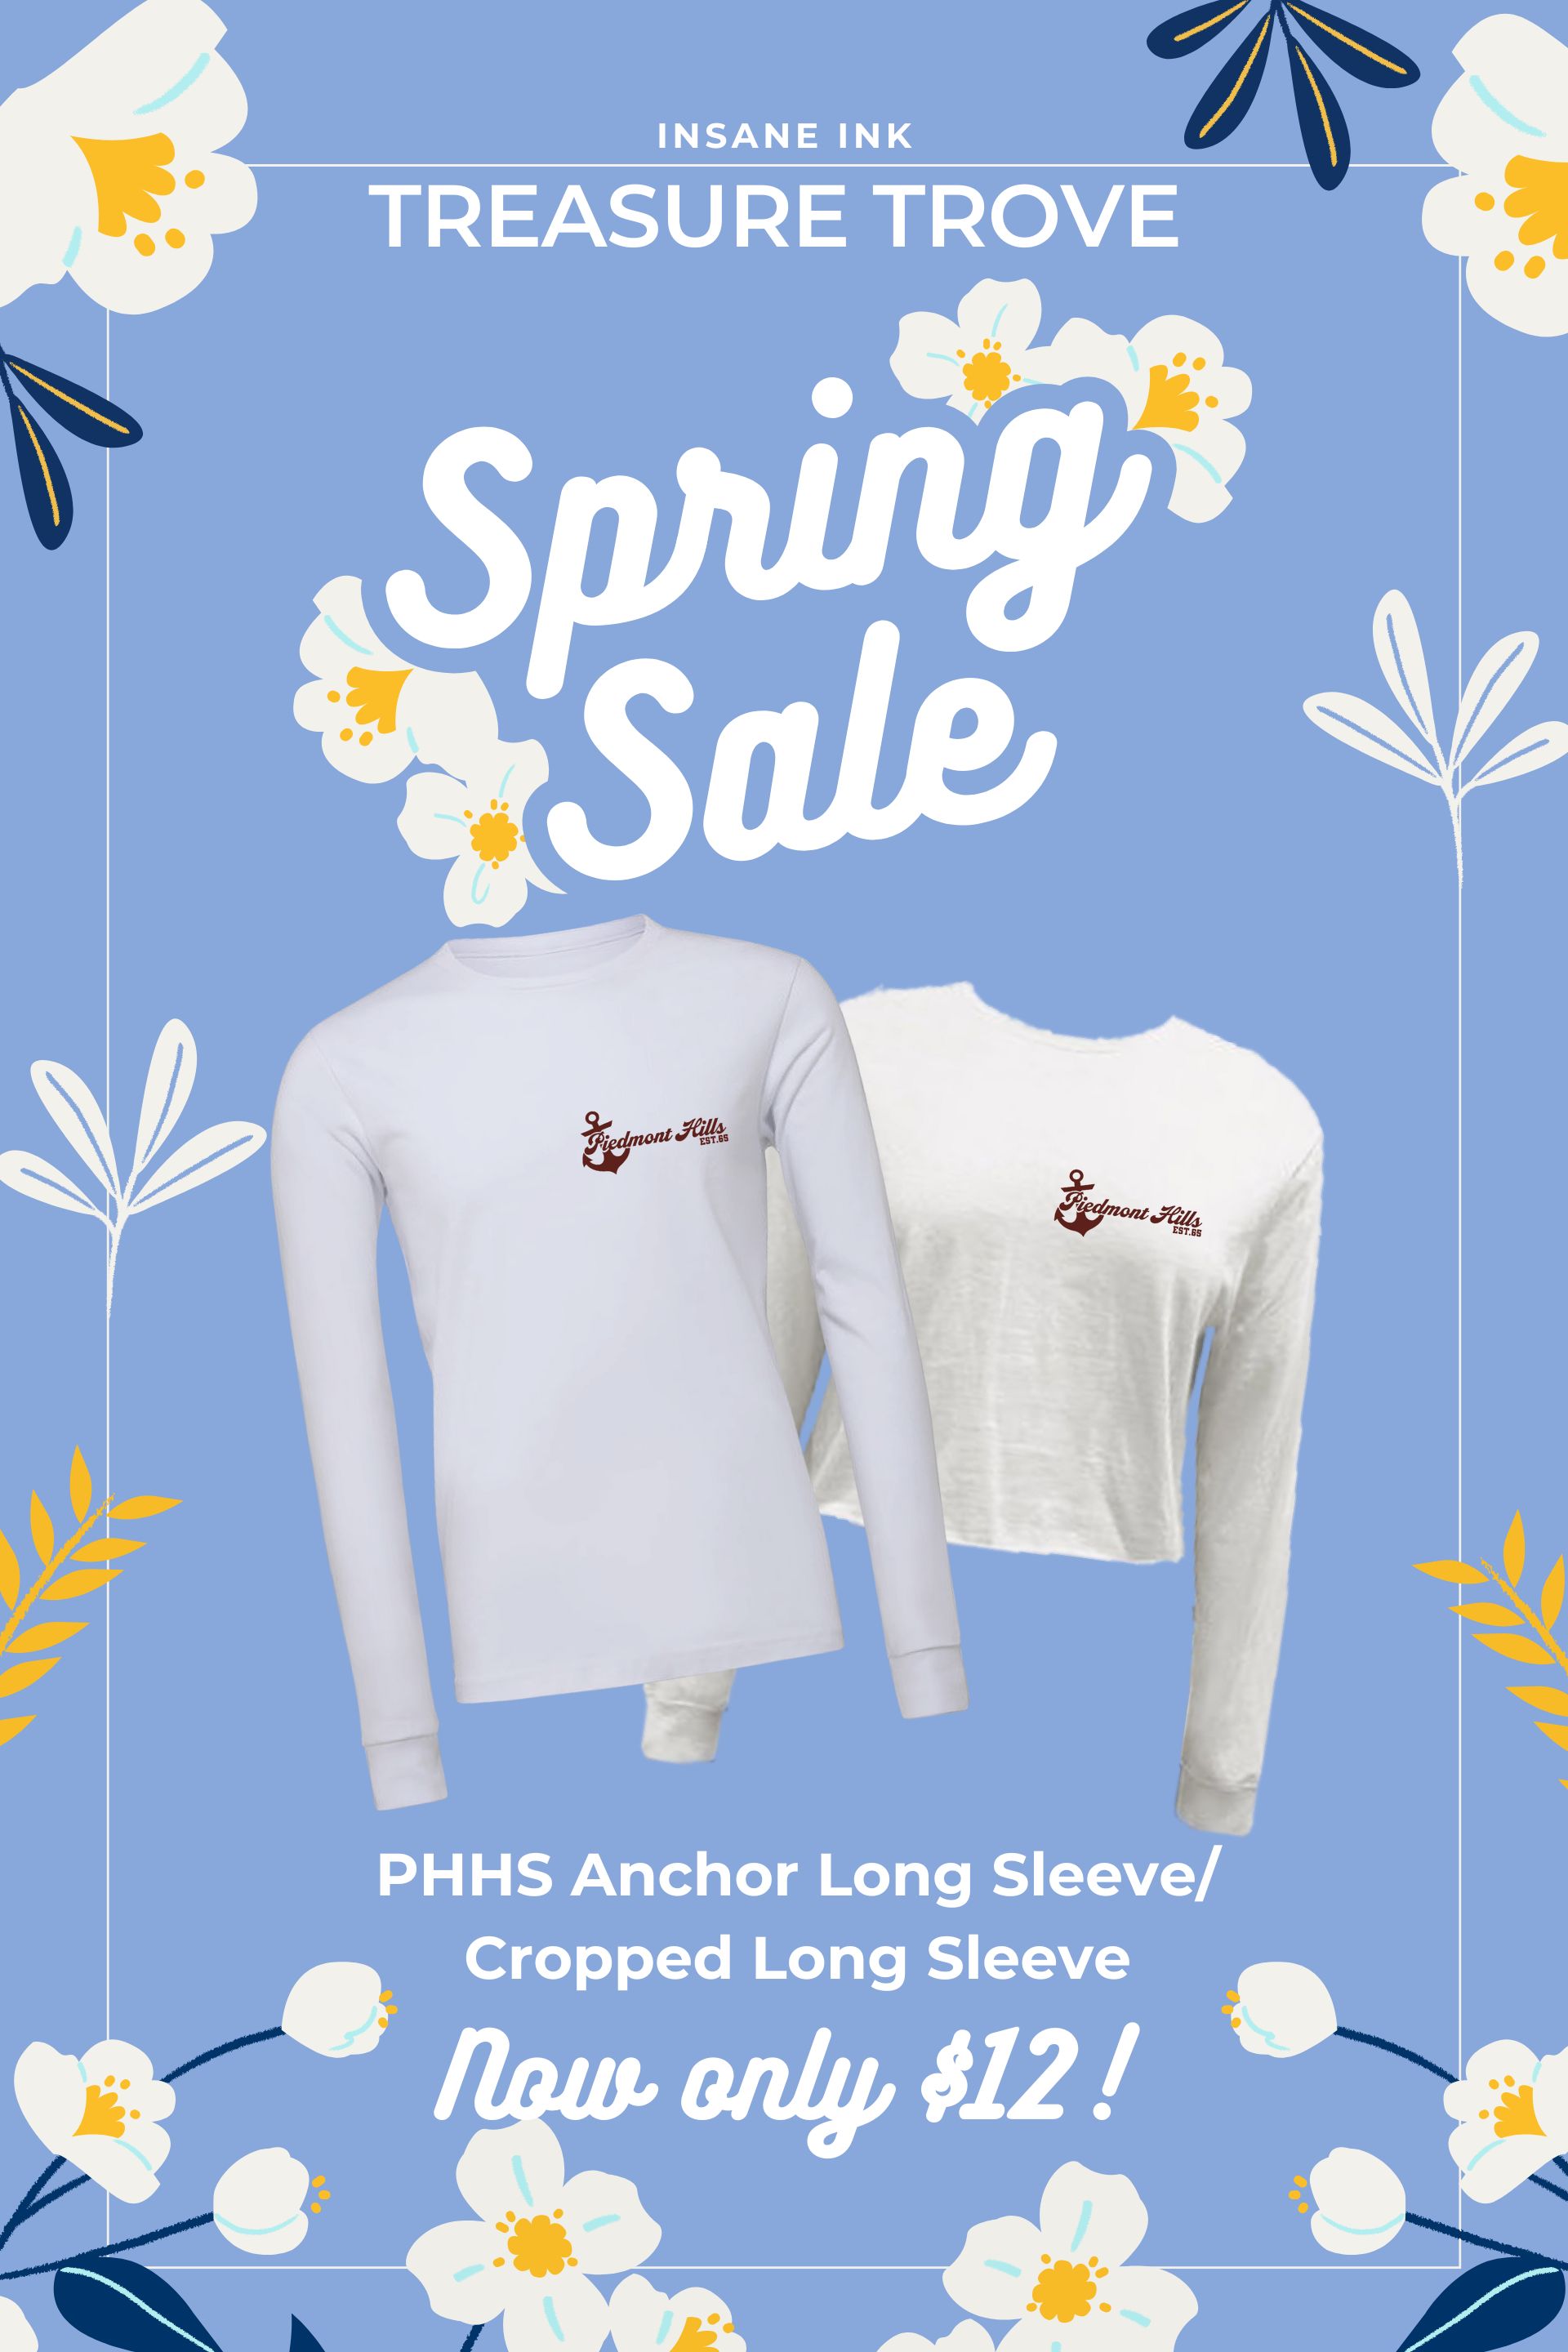 INSANE INK
TREASURE TROVE
Spring
Sale
Piedmont Hills
EST.65
Piedmont Hills
EST.65
PHHS Anchor Long Sleeve/
Cropped Long Sleeve
Now only $12!